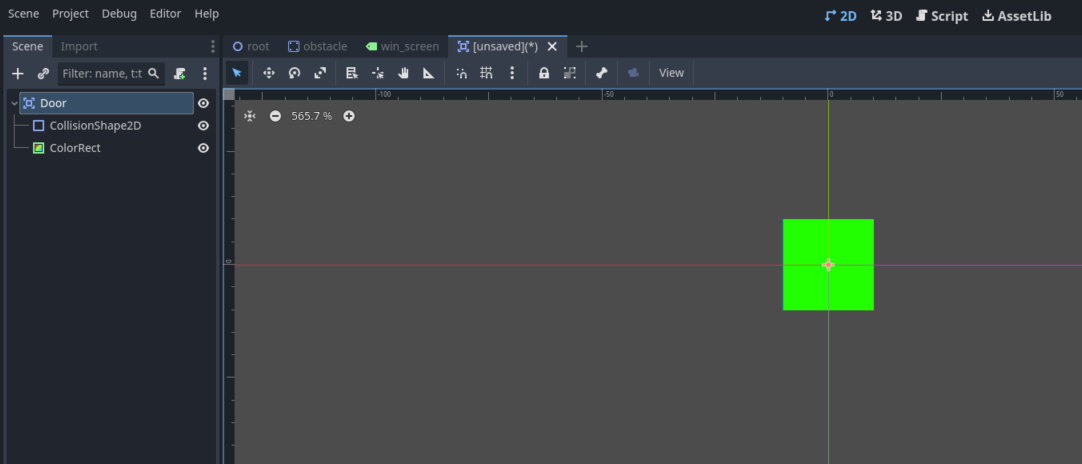 Scene Project Debug Editor Help 2D 3D Script AssetLib
Scene Import root obstacle win_screen [unsaved](*)
Filter: name, t:t View
-100 -50 0 50
Door
565.7 %
CollisionShape2D
ColorRect
0